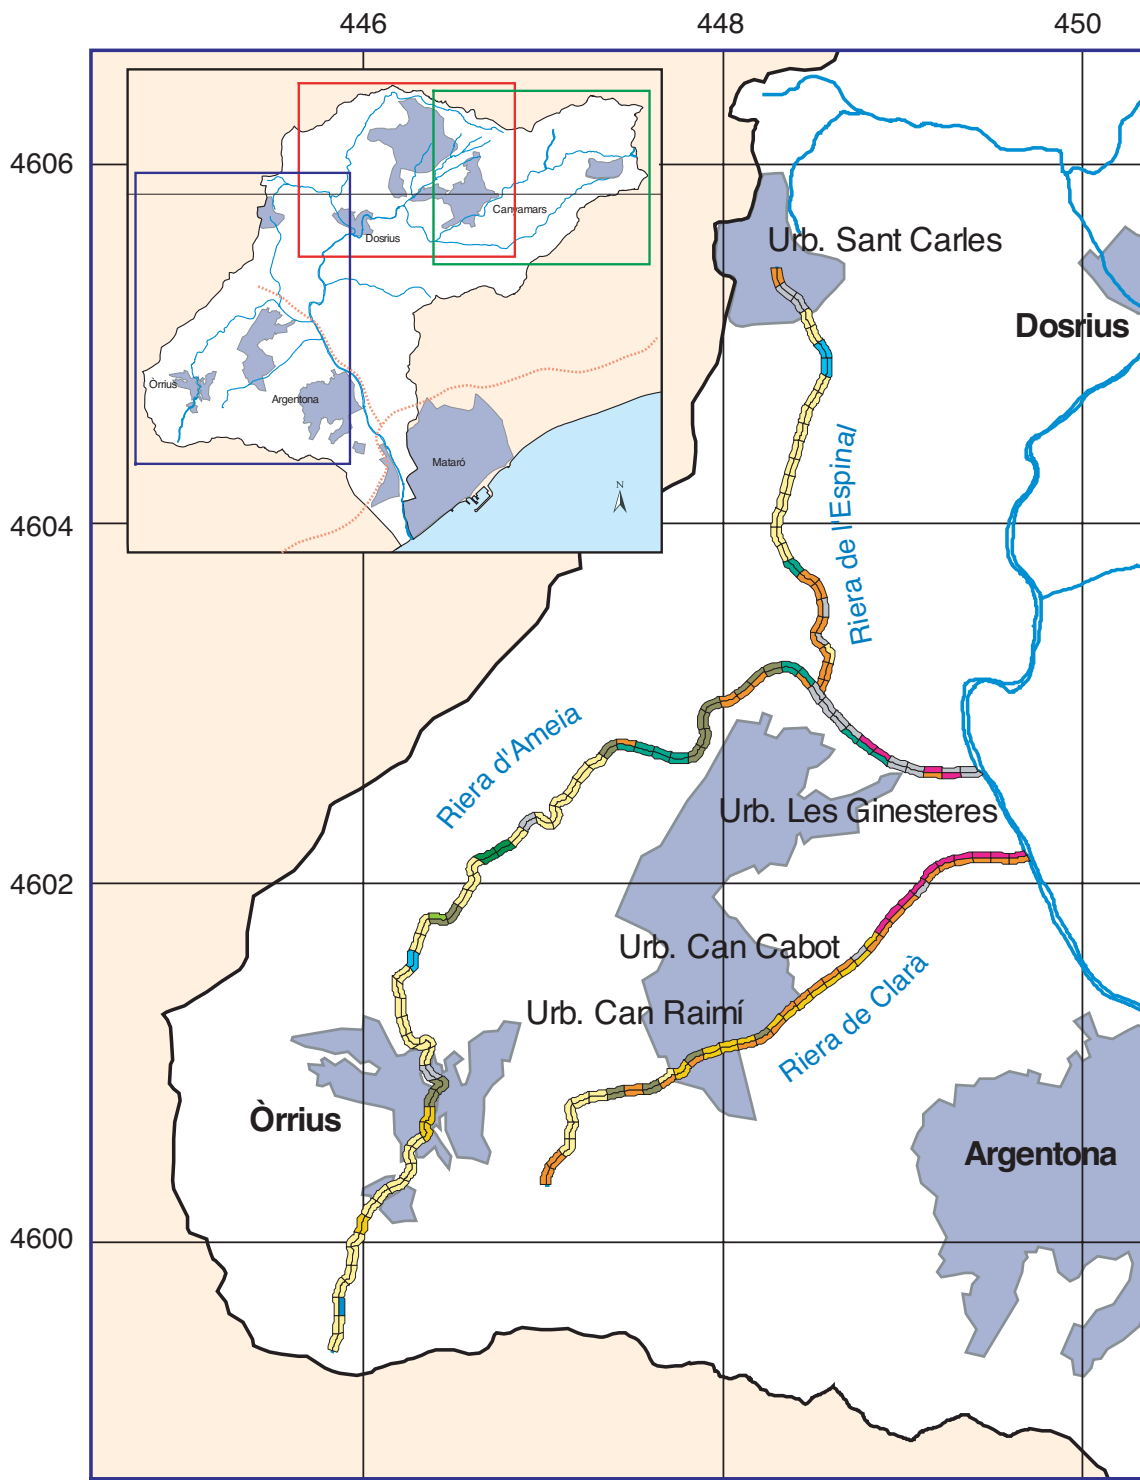 446
448
450
4606
4604
4602
4600
Canyamars
Dosrius
Òrrius
Argentona
Mataró
N
Urb. Sant Carles
Dosrius
Riera de l'Espinal
Riera d'Ameia
Urb. Les Ginesteres
Urb. Can Cabot
Urb. Can Raimí
Riera de Clarà
Òrrius
Argentona